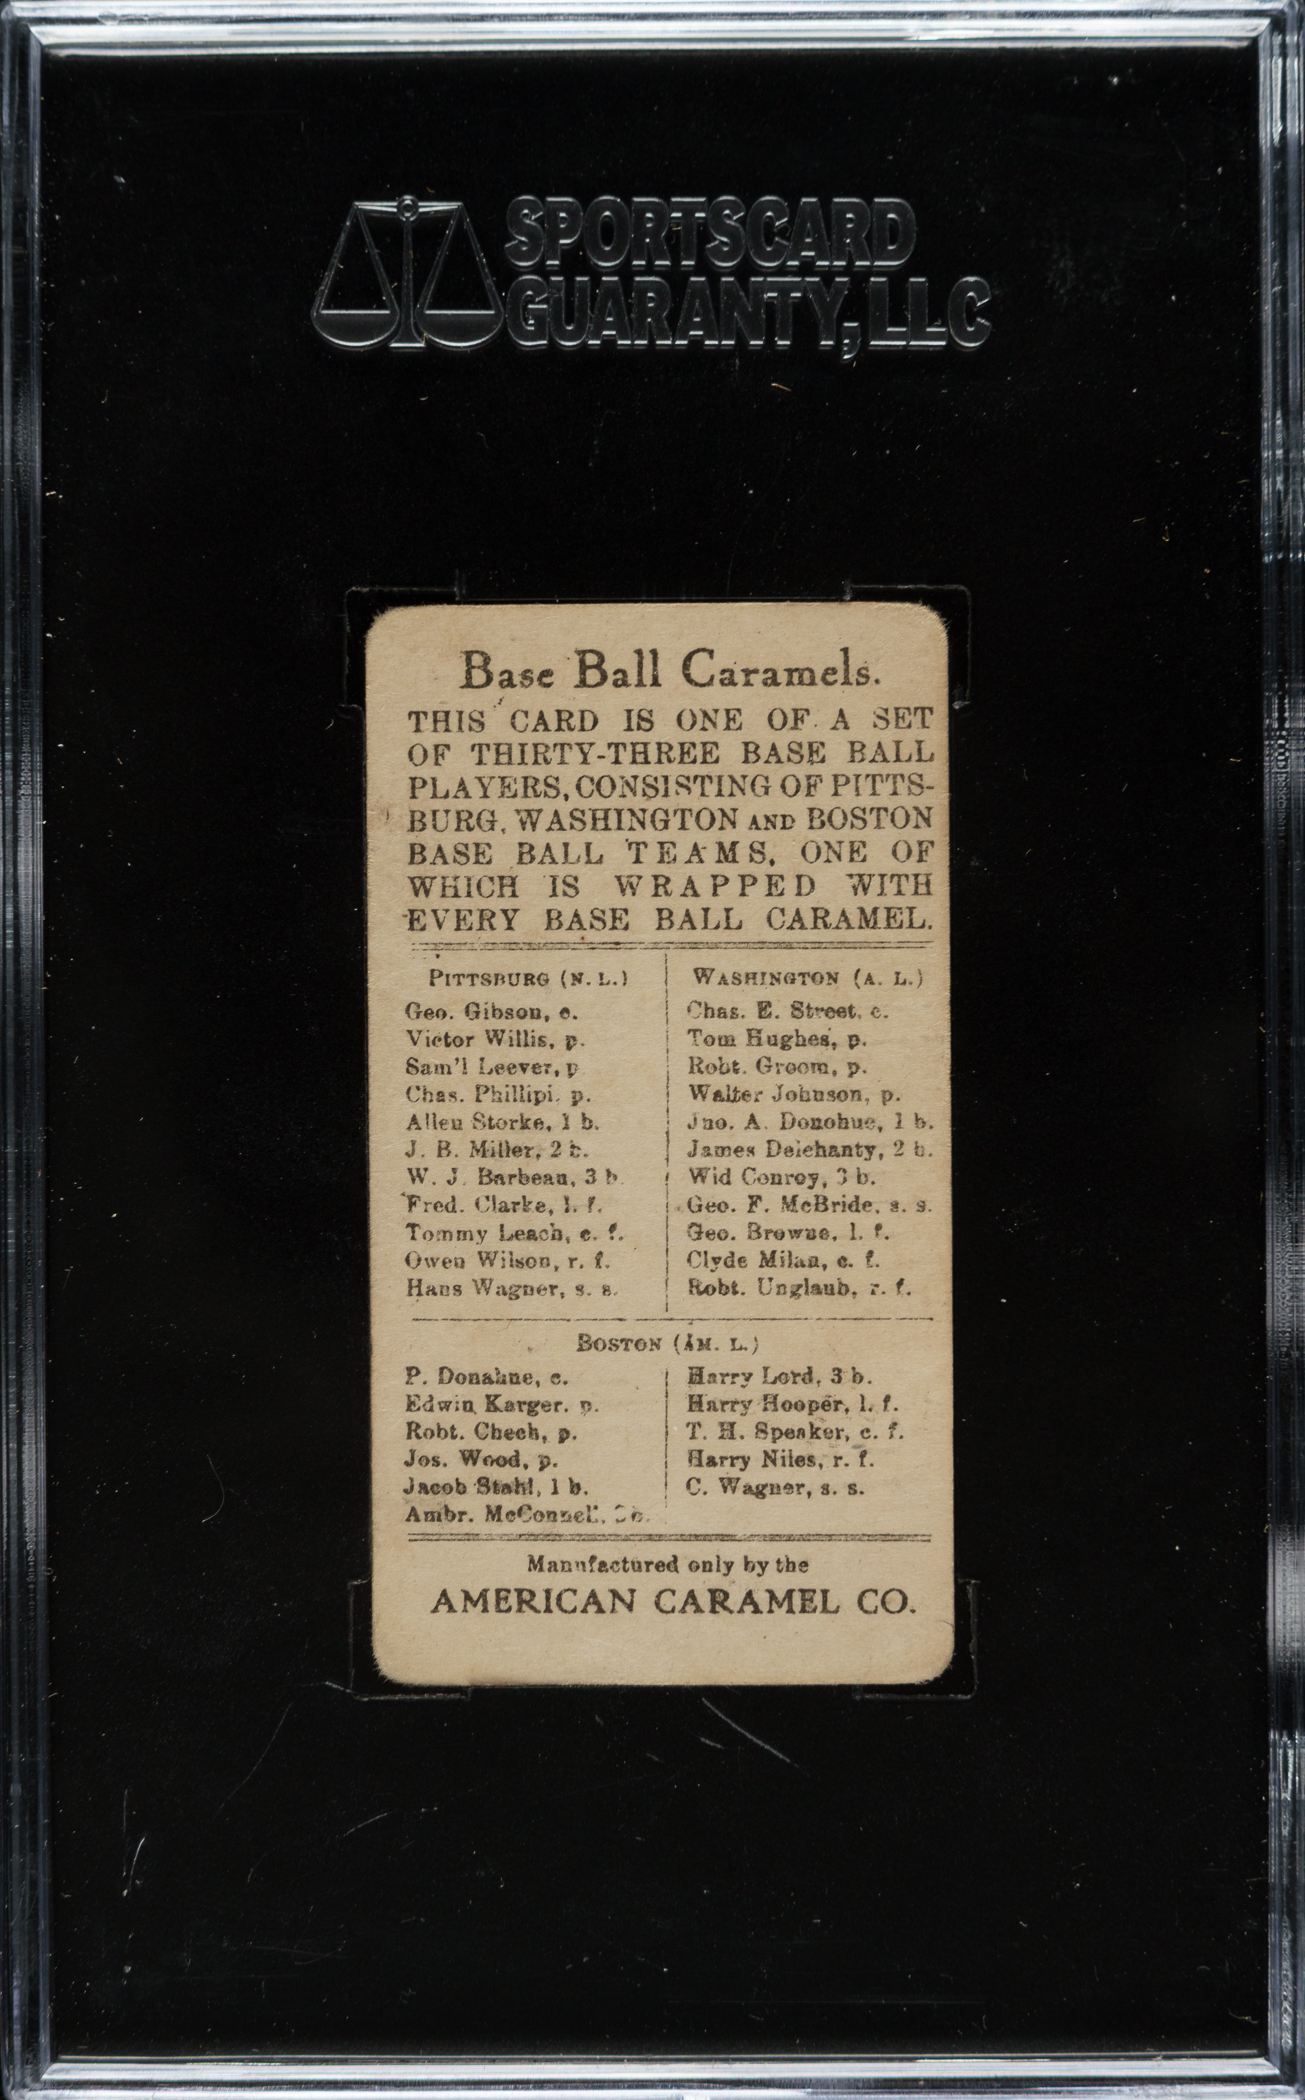 SPORTSCARD
GUARANTY, LLC
Base Ball Caramels.
THIS CARD IS ONE OF A SET
OF THIRTY-THREE BASE BALL
PLAYERS, CONSISTING OF PITTS-
BURG, WASHINGTON AND BOSTON
BASE BALL TEAMS, ONE OF
WHICH IS WRAPPED WITH
EVERY BASE BALL CARAMEL.
PITTSBURG (N. L.)
Geo. Gibson, c.
Victor Willis, p.
Sam'l Leever, p
Chas. Phillipi, p.
Allen Storke, 1 b.
J. B. Miller, 2 b.
W. J. Barbeau, 3 b
Fred. Clarke, l. f.
Tommy Leach, c. f.
Owen Wilson, r. f.
Hans Wagner, s. s.
WASHINGTON (A. L.)
Chas. E. Street, c.
Tom Hughes, p.
Robt. Groom, p.
Walter Johnson, p.
Jno. A. Donohue, 1 b.
James Delehanty, 2 b.
Wid Conroy, 3 b.
Geo. F. McBride, s. s.
Geo. Browne, l. f.
Clyde Milan, c. f.
Robt. Unglaub, r. f.
BOSTON (AM. L.)
P. Donahue, c.
Edwin Karger, p.
Robt. Chech, p.
Jos. Wood, p.
Jacob Stahl, 1 b.
Ambr. McConnell,
Harry Lord, 3 b.
Harry Hooper, l. f.
T. H. Speaker, c. f.
Harry Niles, r. f.
C. Wagner, s. s.
Manufactured only by the
AMERICAN CARAMEL CO.